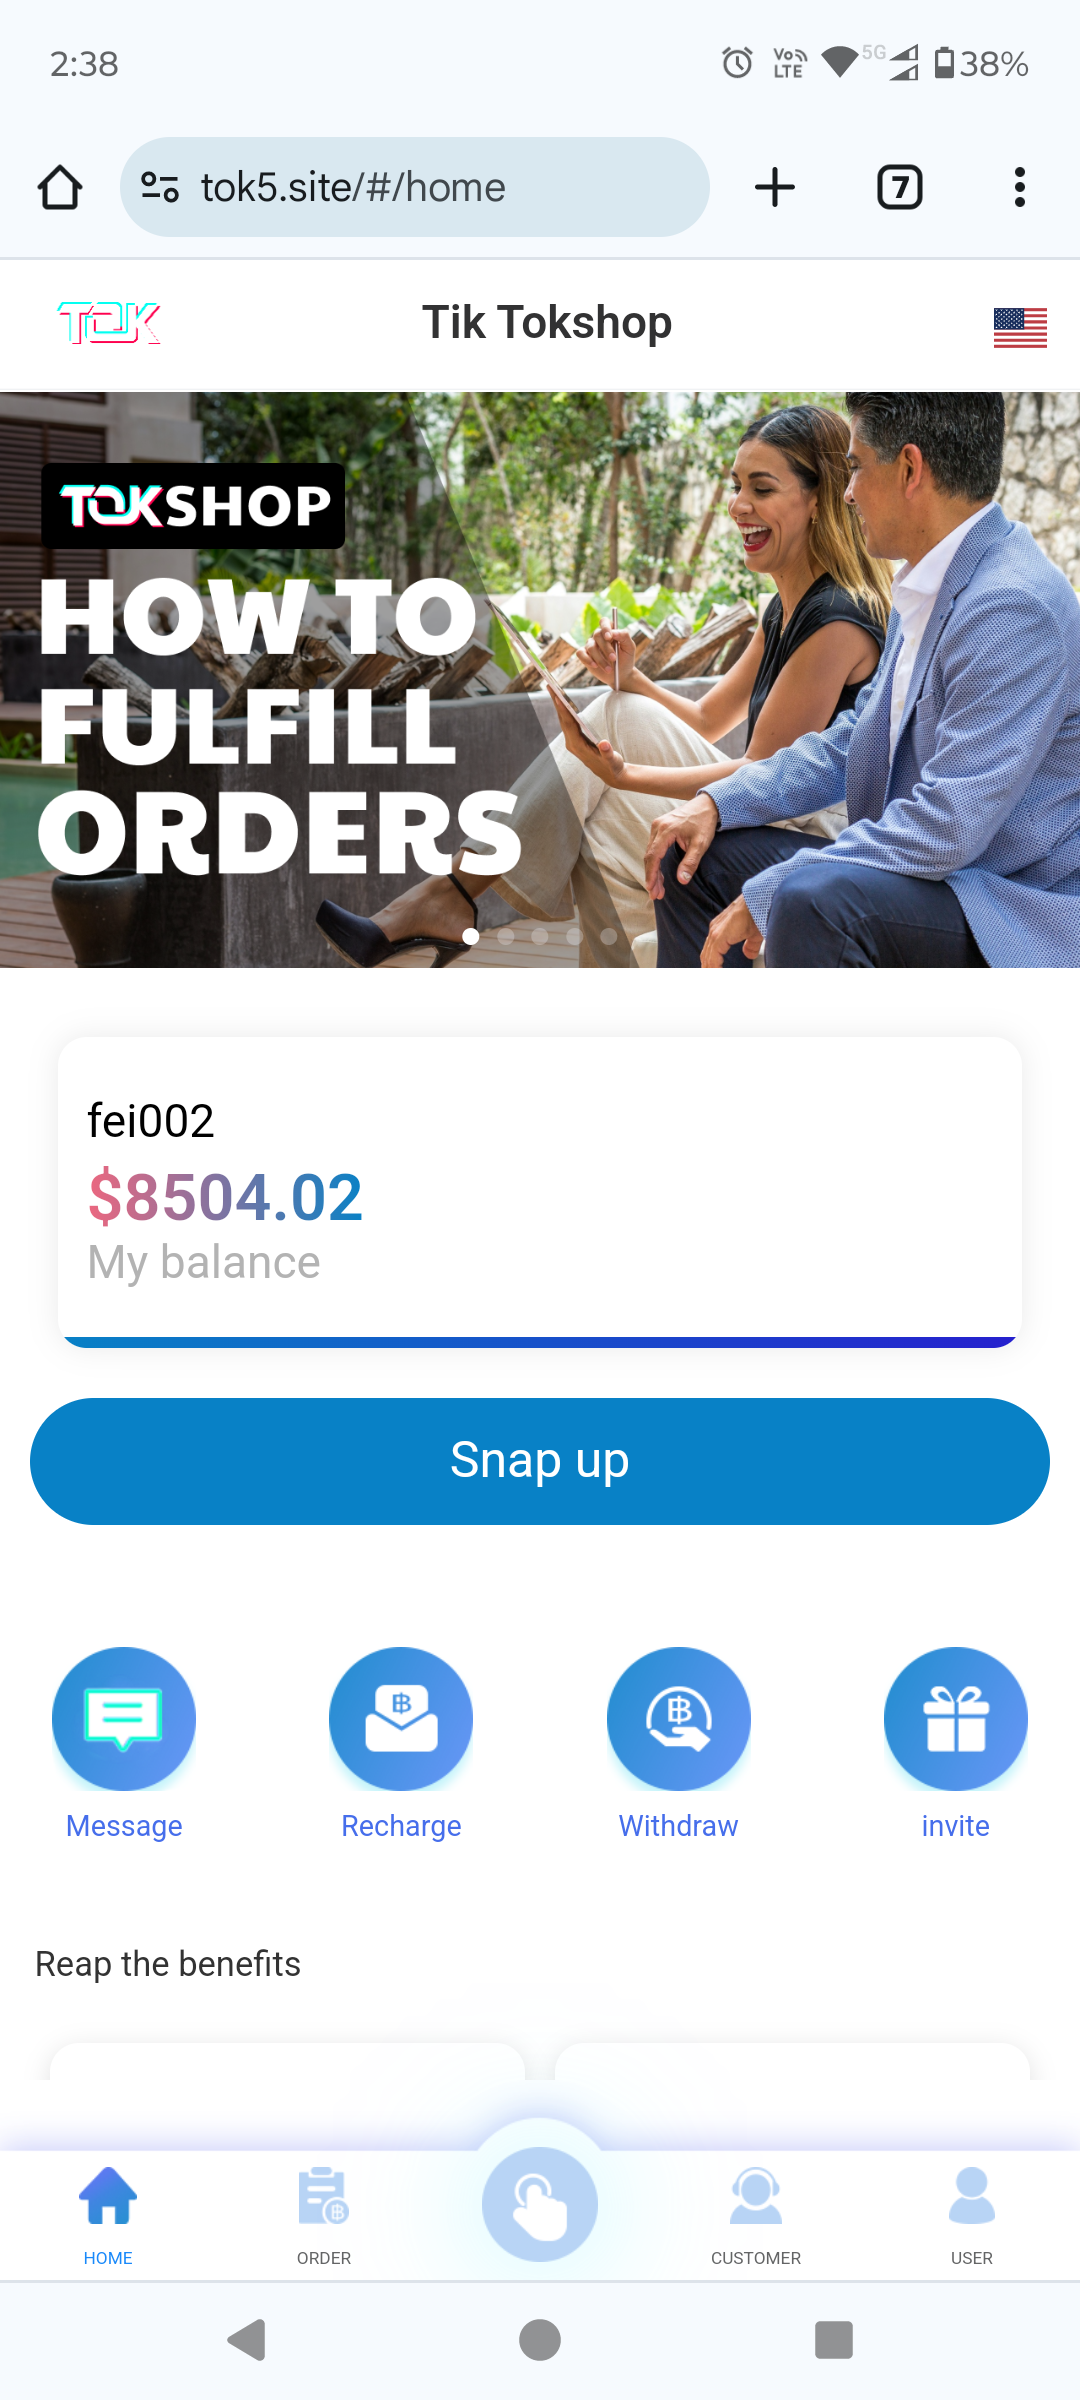 2:38
Vo
LTE
5G
38%
tok5.site/#/home
7
TOK
Tik Tokshop
TOKSHOP
HOW TO
FULFILL
ORDERS
fei002
$8504.02
My balance
Snap up
Message
Recharge
Withdraw
invite
Reap the benefits
HOME
ORDER
CUSTOMER
USER